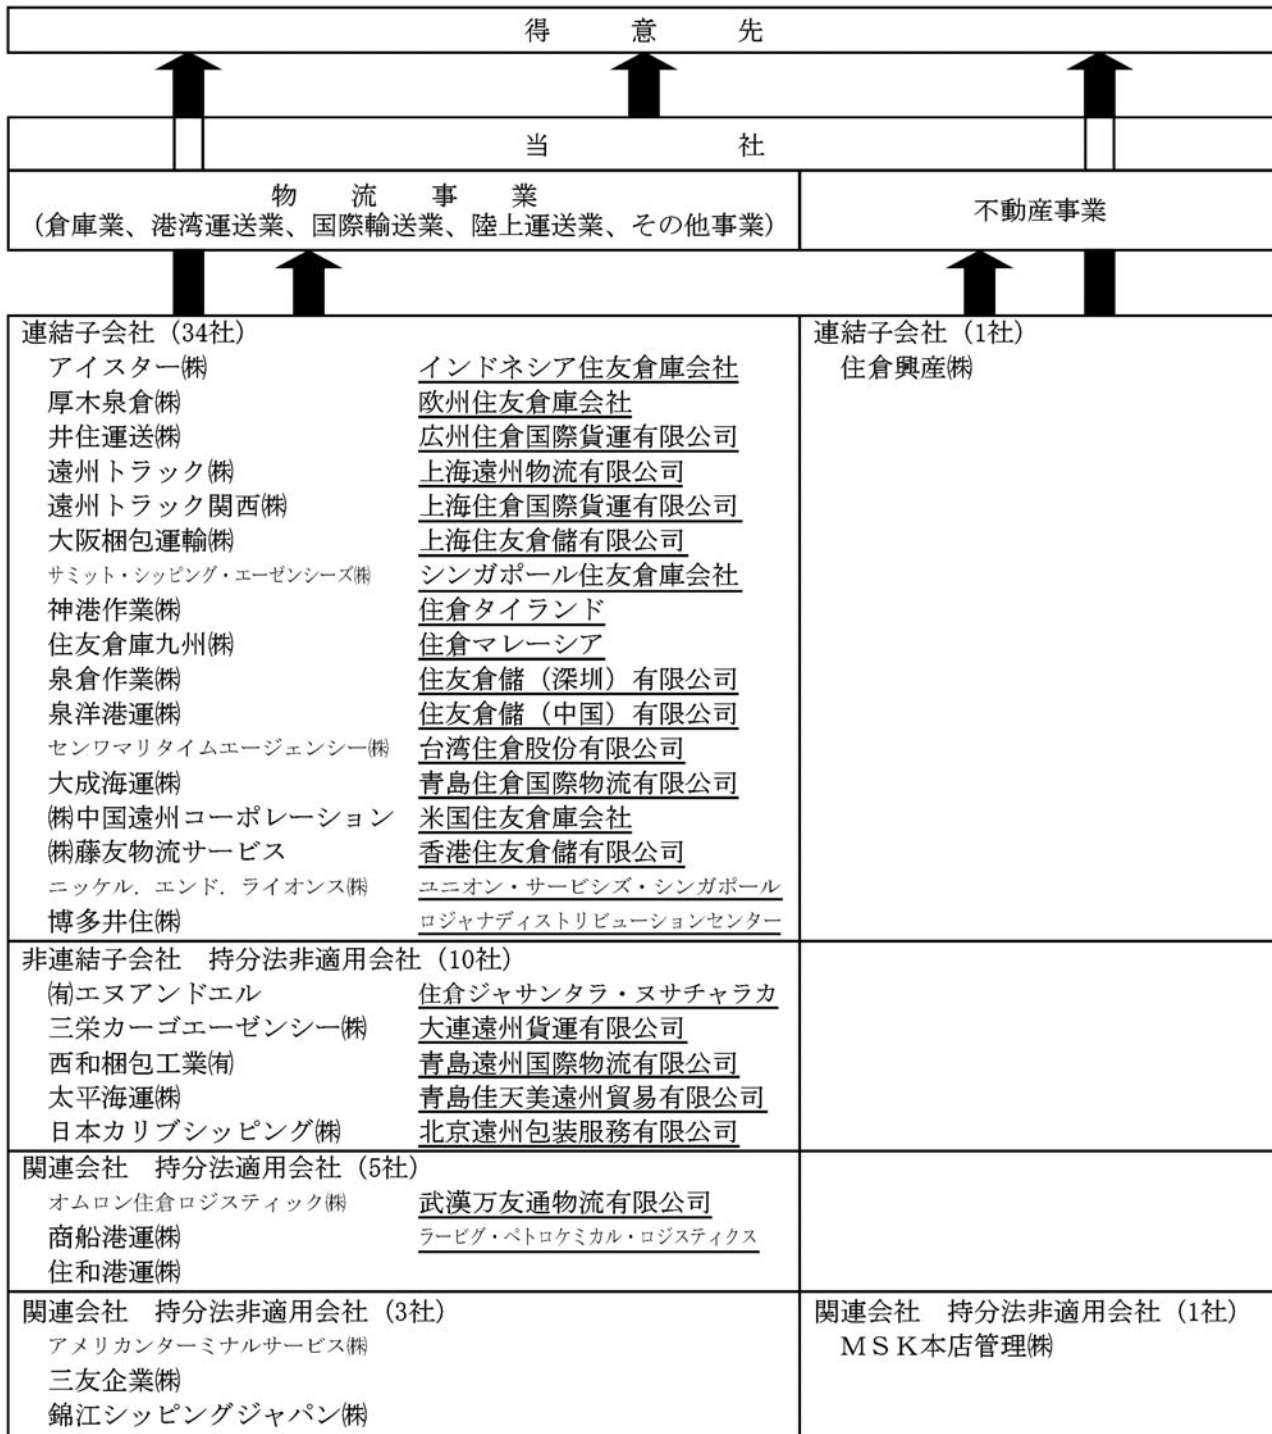 得意先
当社
物流事業
(倉庫業、港湾運送業、国際輸送業、陸上運送業、その他事業)
不動産事業
連結子会社（34社）
アイスター㈱ インドネシア住友倉庫会社
厚木泉倉㈱ 欧州住友倉庫会社
井住運送㈱ 広州住倉国際貨運有限公司
遠州トラック㈱ 上海遠州物流有限公司
遠州トラック関西㈱ 上海住倉国際貨運有限公司
大阪梱包運輸㈱ 上海住友倉儲有限公司
サミット・シッピング・エーゼンシーズ㈱ シンガポール住友倉庫会社
神港作業㈱ 住倉タイランド
住友倉庫九州㈱ 住倉マレーシア
泉倉作業㈱ 住友倉儲（深圳）有限公司
泉洋港運㈱ 住友倉儲（中国）有限公司
センワマリタイムエージェンシー㈱ 台湾住倉股份有限公司
大成海運㈱ 青島住倉国際物流有限公司
㈱中国遠州コーポレーション 米国住友倉庫会社
㈱藤友物流サービス 香港住友倉儲有限公司
ニッケル．エンド．ライオンス㈱ ユニオン・サービシズ・シンガポール
博多井住㈱ ロジャナディストリビューションセンター
連結子会社（1社）
住倉興産㈱
非連結子会社　持分法非適用会社（10社）
㈲エヌアンドエル 住倉ジャサンタラ・ヌサチャラカ
三栄カーゴエーゼンシー㈱ 大連遠州貨運有限公司
西和梱包工業㈲ 青島遠州国際物流有限公司
太平海運㈱ 青島佳天美遠州貿易有限公司
日本カリブシッピング㈱ 北京遠州包装服務有限公司
関連会社　持分法適用会社（5社）
オムロン住倉ロジスティック㈱ 武漢万友通物流有限公司
商船港運㈱ ラービグ・ペトロケミカル・ロジスティクス
住和港運㈱
関連会社　持分法非適用会社（3社）
アメリカンターミナルサービス㈱
三友企業㈱
錦江シッピングジャパン㈱
関連会社　持分法非適用会社（1社）
ＭＳＫ本店管理㈱